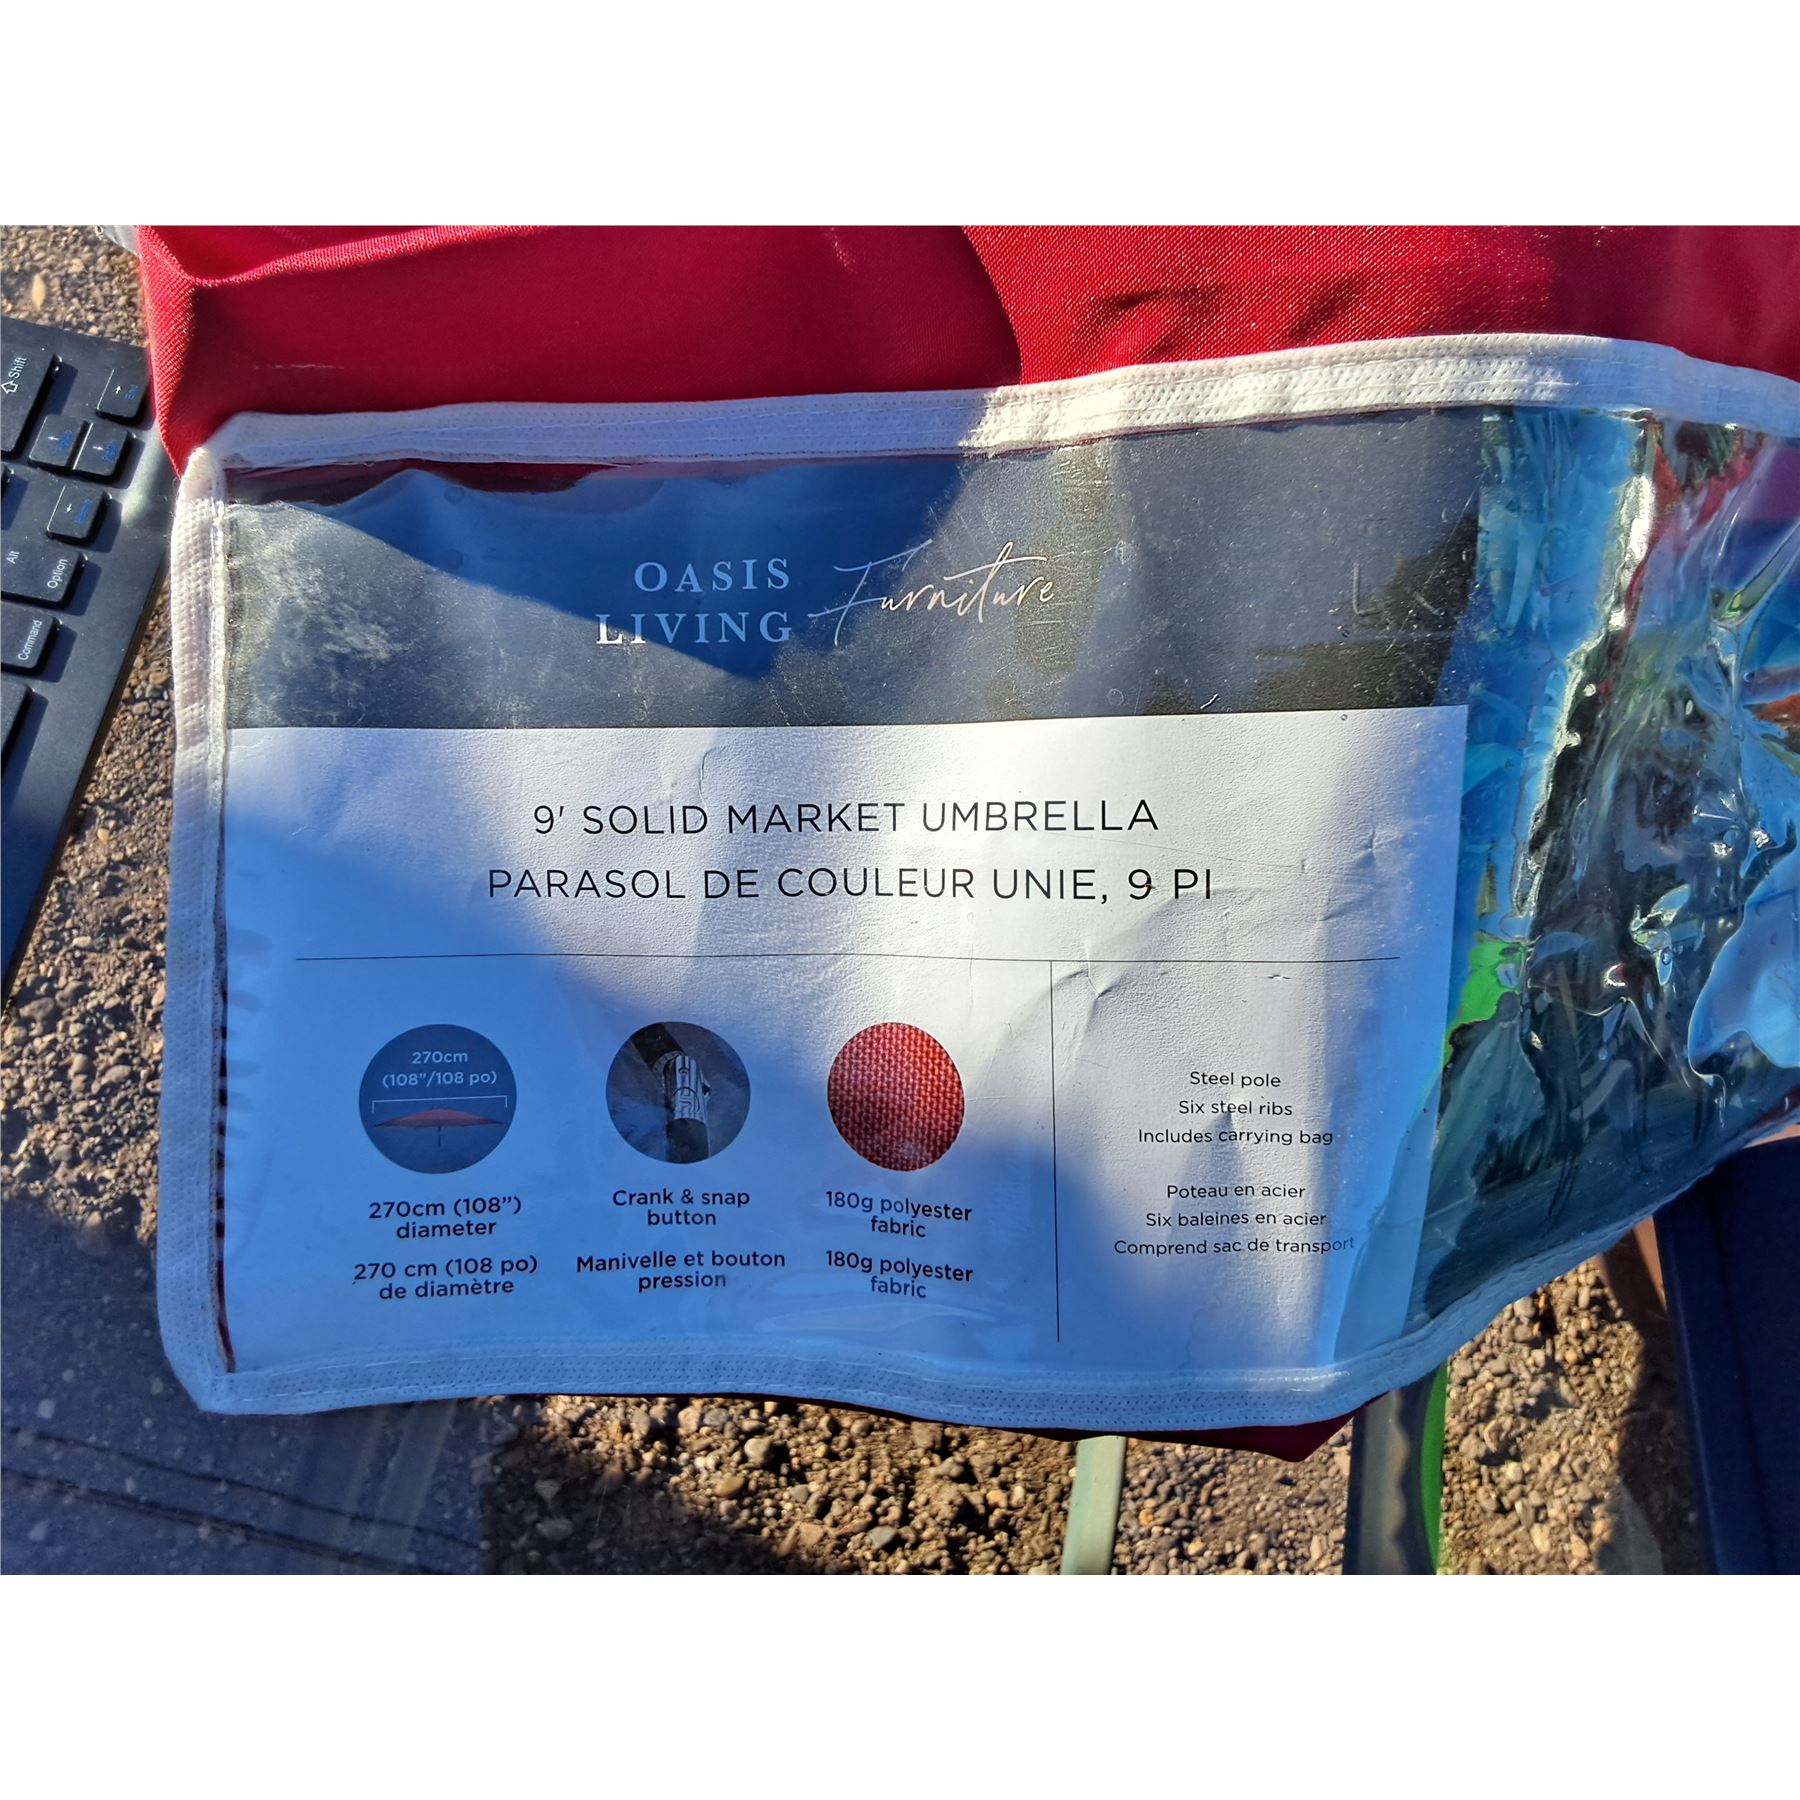 OASIS
LIVING Furniture
9' SOLID MARKET UMBRELLA
PARASOL DE COULEUR UNIE, 9 PI
270cm
(108"/108 po)
270cm (108")
diameter
270 cm (108 po)
de diamètre
Crank & snap
button
Manivelle et bouton
pression
180g polyester
fabric
180g polyester
fabric
Steel pole
Six steel ribs
Includes carrying bag
Poteau en acier
Six baleines en acier
Comprend sac de transport
Shift
Alt
Option
Command